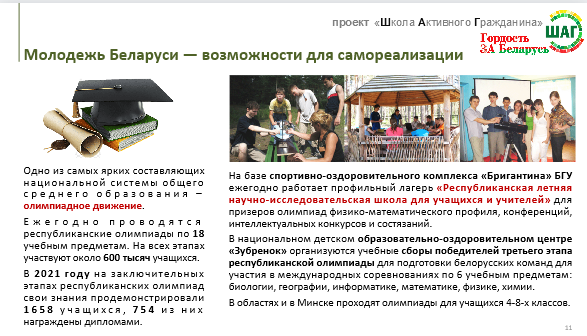 проект «Школа Активного Гражданина»
Гордость
ЗА Беларусь
ШАГ
Молодежь Беларуси — возможности для самореализации
Одно из самых ярких составляющих
национальной системы общего
среднего образования –
олимпиадное движение.
Ежегодно проводятся
республиканские олимпиады по 18
учебным предметам. На всех этапах
участвуют около 600 тысяч учащихся.
В 2021 году на заключительных
этапах республиканских олимпиад
свои знания продемонстрировали
1658 учащихся, 754 из них
награждены дипломами.
На базе спортивно-оздоровительного комплекса «Бригантина» БГУ
ежегодно работает профильный лагерь «Республиканская летняя
научно-исследовательская школа для учащихся и учителей» для
призеров олимпиад физико-математического профиля, конференций,
интеллектуальных конкурсов и состязаний.
В национальном детском образовательно-оздоровительном центре
«Зубренок» организуются учебные сборы победителей третьего этапа
республиканской олимпиады для подготовки белорусских команд для
участия в международных соревнованиях по 6 учебным предметам:
биологии, географии, информатике, математике, физике, химии.
В областях и в Минске проходят олимпиады для учащихся 4-8-х классов.
11